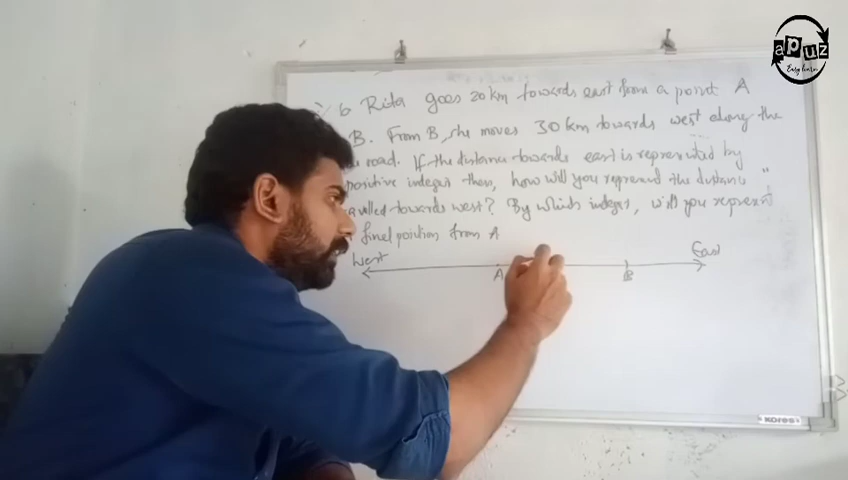 6 Rita goes 20 km towards east from a point A
B. From B, she moves 30 km towards west along the
road. If the distance towards east is represented by
positive integer then, how will you represent the distance
avelled towards west? By which integer, will you represent
final position from A
West
East
A
B
apuz
Easy learn
KORES